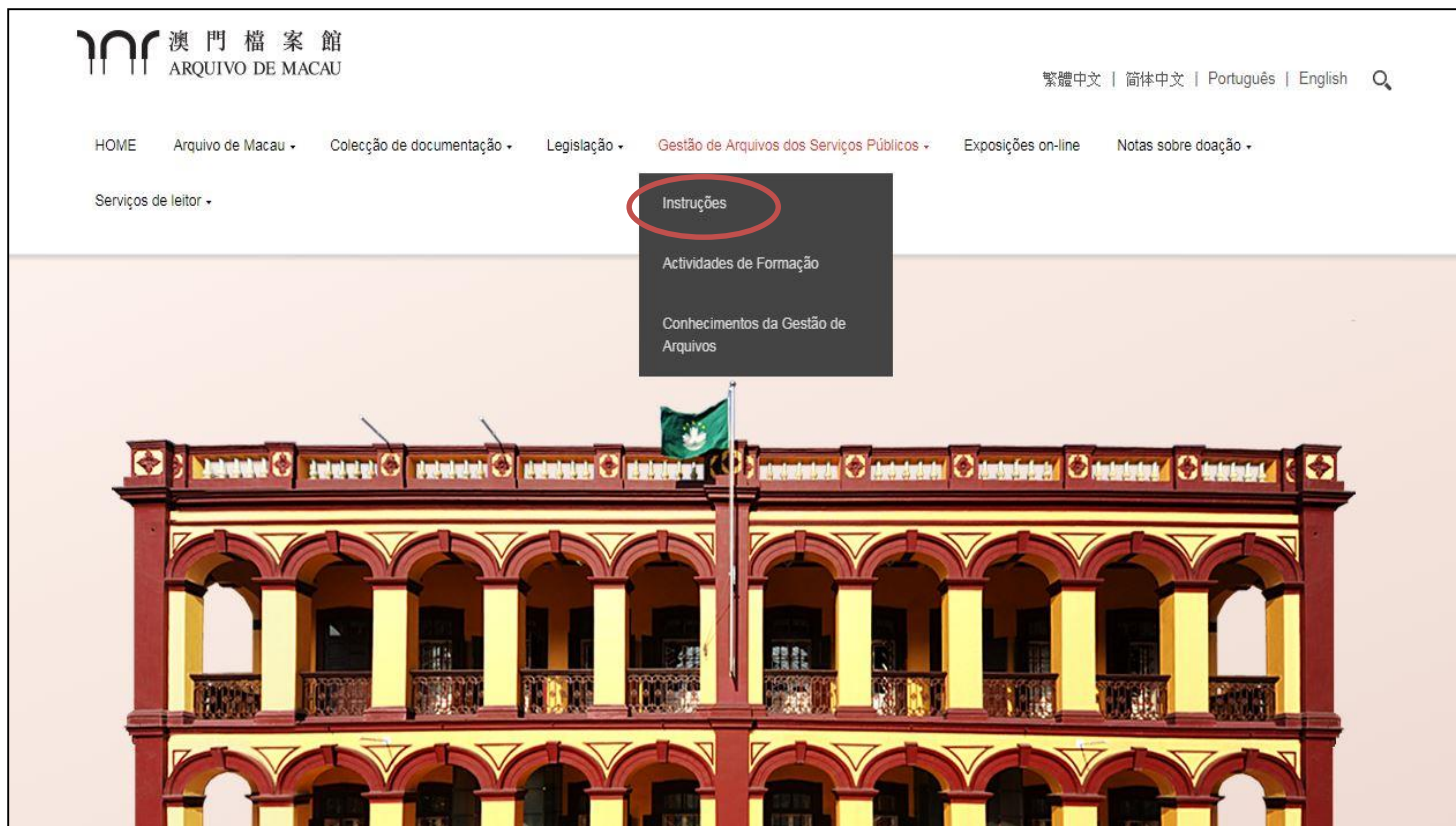 澳門檔案館
ARQUIVO DE MACAU
繁體中文 | 简体中文 | Português | English
HOME Arquivo de Macau Colecção de documentação Legislação Gestão de Arquivos dos Serviços Públicos Exposições on-line Notas sobre doação
Serviços de leitor
Instruções
Actividades de Formação
Conhecimentos da Gestão de
Arquivos